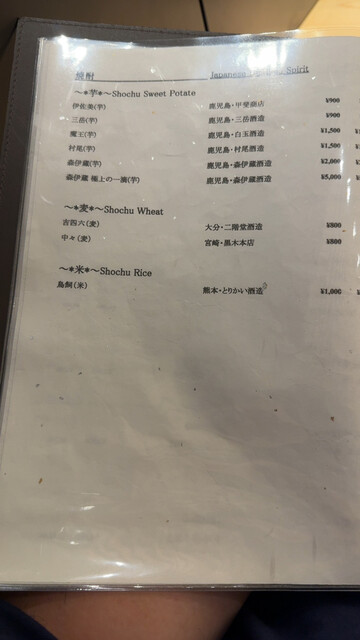 焼酎 Japanese Spirit
～*芋*～Shochu Sweet Potate
伊佐美(芋) 鹿児島・甲斐商店 ¥900
三岳(芋) 鹿児島・三岳酒造 ¥900
魔王(芋) 鹿児島・白玉酒造 ¥1,500
村尾(芋) 鹿児島・村尾酒造 ¥1,500
森伊蔵(芋) 鹿児島・森伊蔵酒造 ¥2,000
森伊蔵 極上の一滴(芋) 鹿児島・森伊蔵酒造 ¥5,000
～*麦*～Shochu Wheat
吉四六(麦) 大分・二階堂酒造 ¥800
中々(麦) 宮崎・黒木本店 ¥800
～*米*～Shochu Rice
鳥飼(米) 熊本・とりかい酒造 ¥1,000